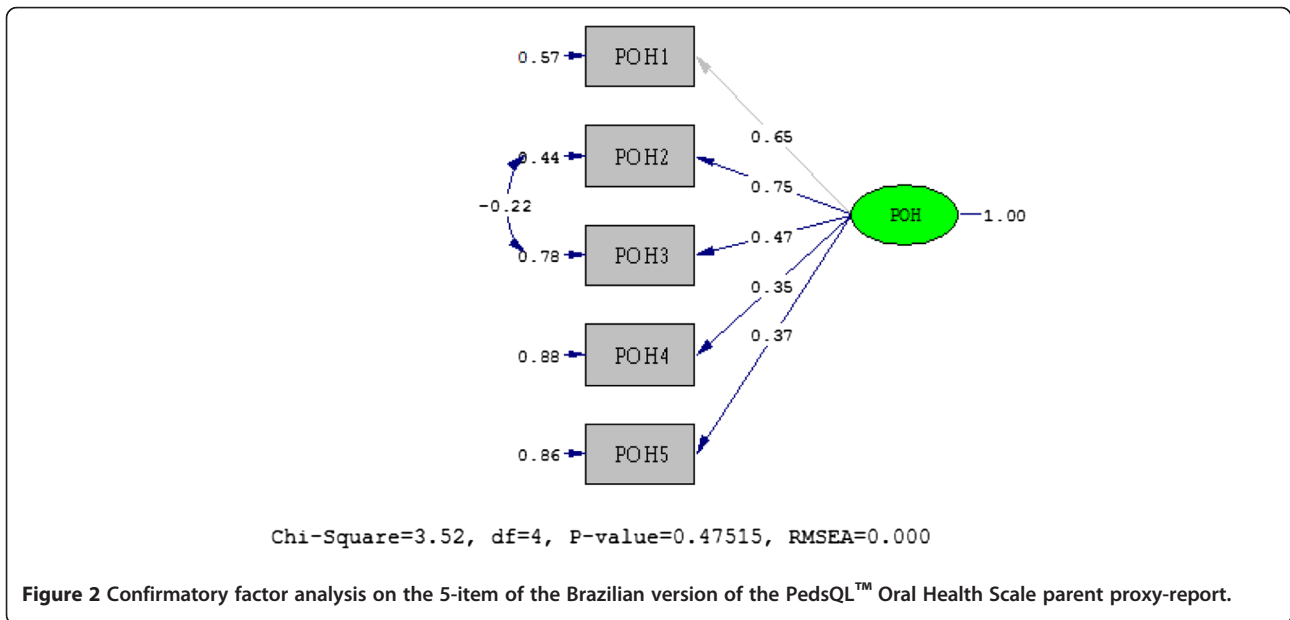 0.57 POH1
0.65
0.44 POH2
0.75
-0.22
POH 1.00
0.47
0.78 POH3
0.35
0.37
0.88 POH4
0.86 POH5
Chi-Square=3.52, df=4, P-value=0.47515, RMSEA=0.000
Figure 2 Confirmatory factor analysis on the 5-item of the Brazilian version of the PedsQL™ Oral Health Scale parent proxy-report.